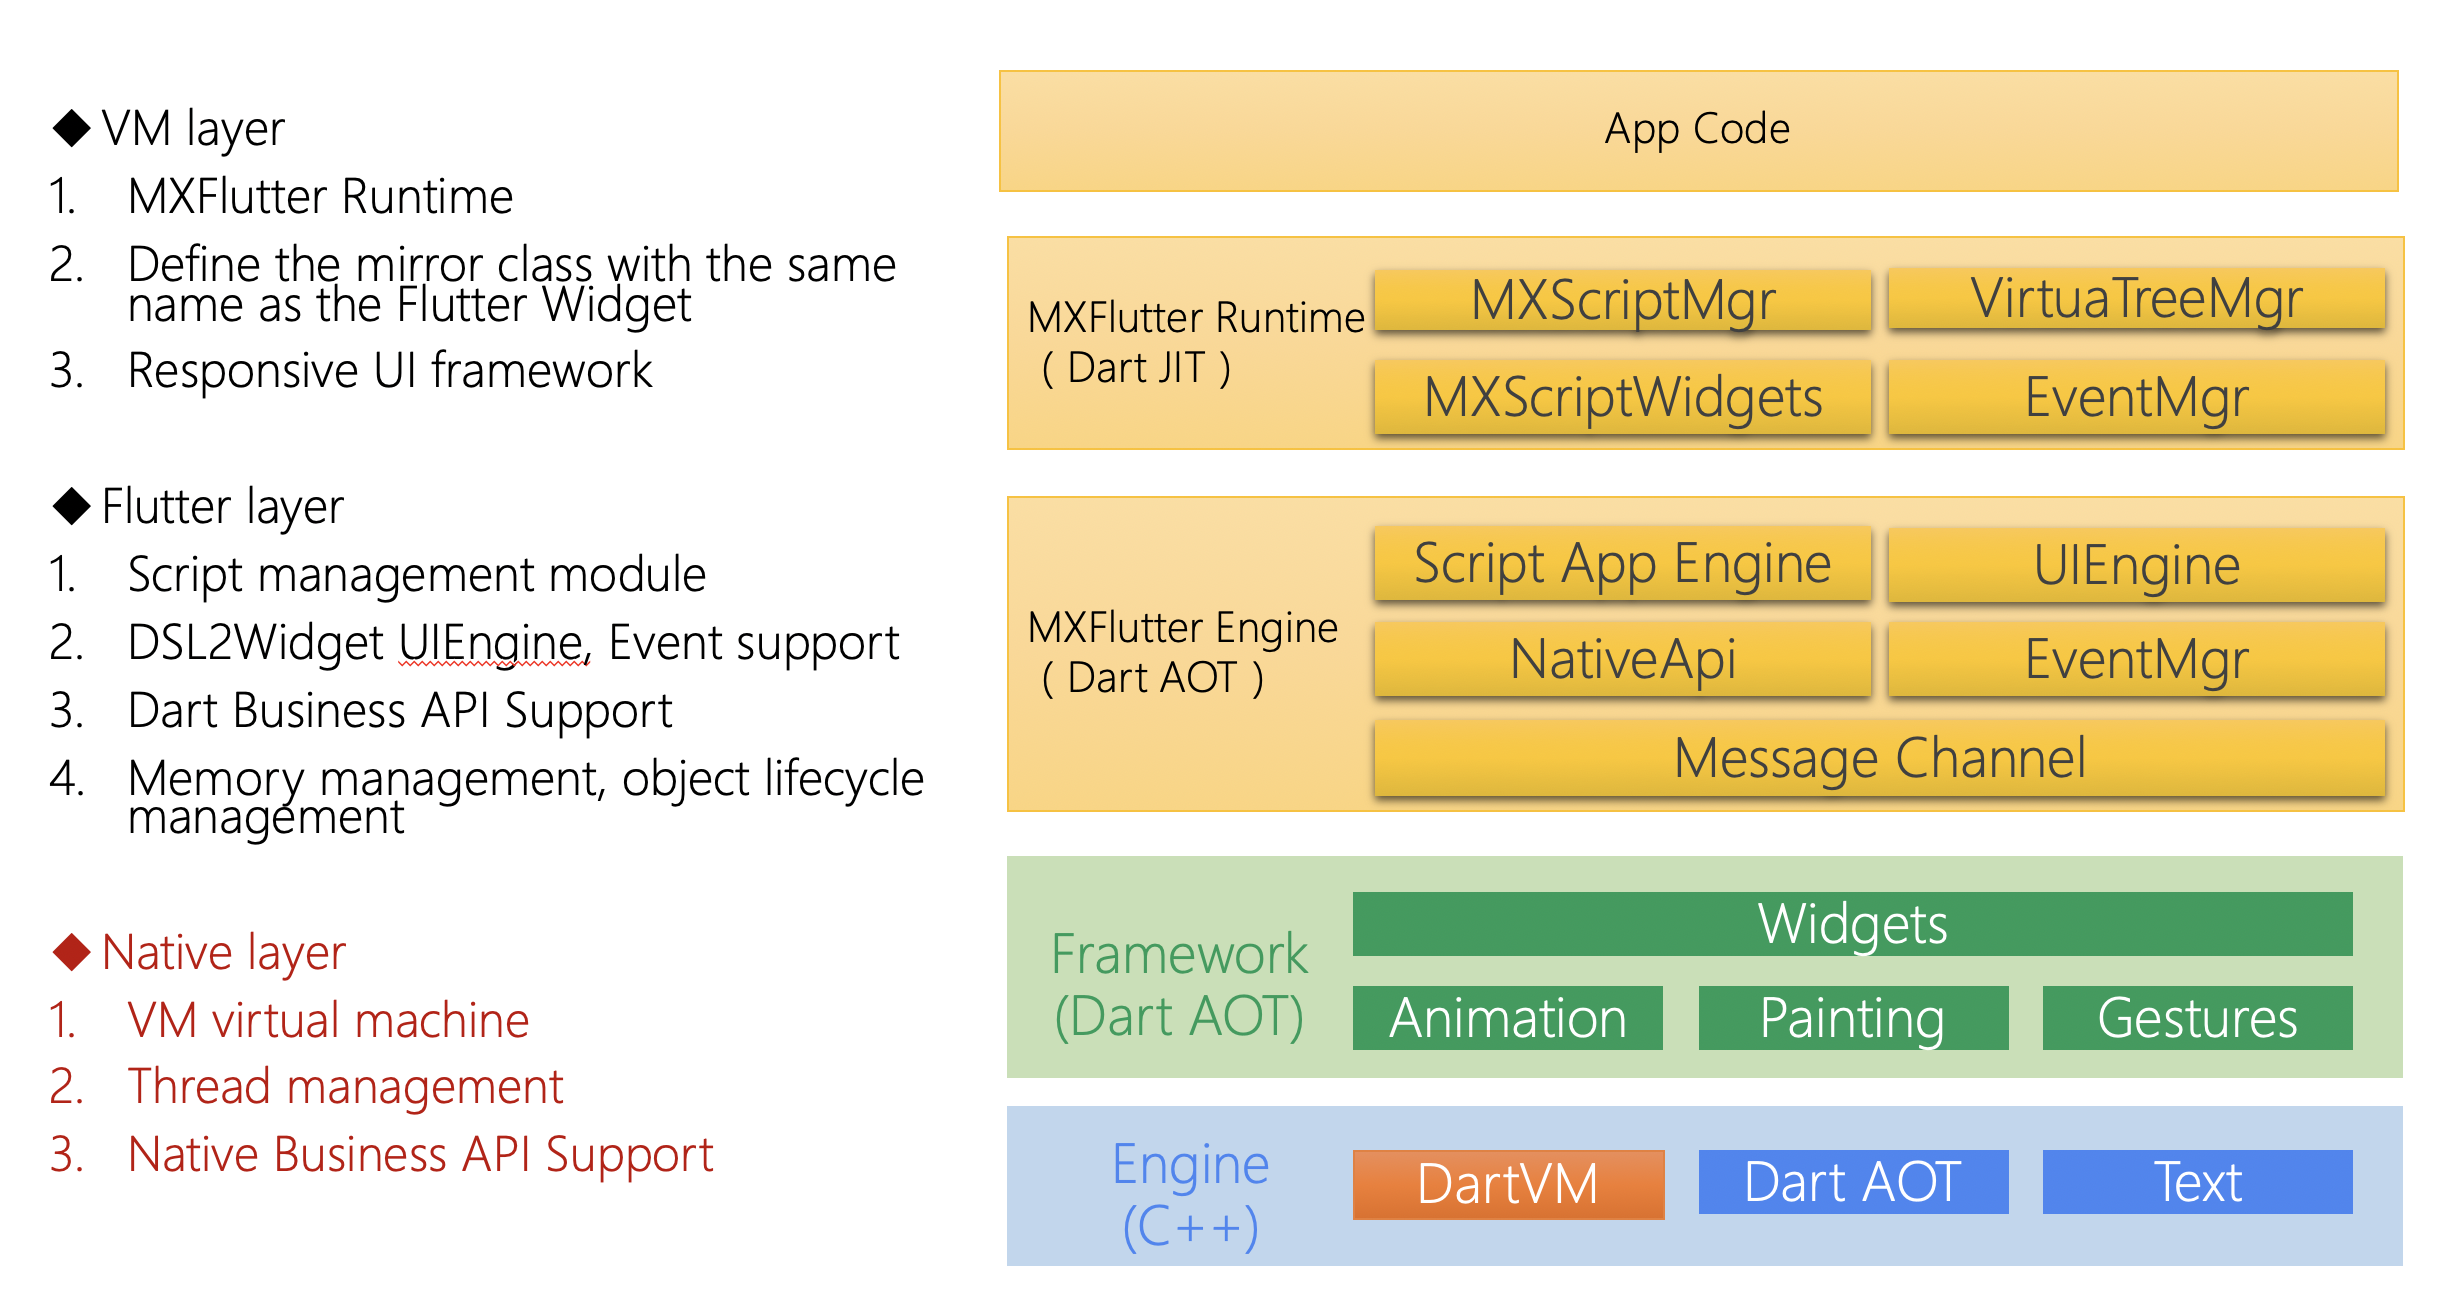 ◆VM layer
1. MXFlutter Runtime
2. Define the mirror class with the same
name as the Flutter Widget
3. Responsive UI framework
◆Flutter layer
1. Script management module
2. DSL2Widget UIEngine, Event support
3. Dart Business API Support
4. Memory management, object lifecycle
management
◆Native layer
1. VM virtual machine
2. Thread management
3. Native Business API Support
App Code
MXFlutter Runtime
( Dart JIT )
MXScriptMgr
VirtuaTreeMgr
MXScriptWidgets
EventMgr
MXFlutter Engine
( Dart AOT )
Script App Engine
UIEngine
NativeApi
EventMgr
Message Channel
Framework
(Dart AOT)
Widgets
Animation
Painting
Gestures
Engine
(C++)
DartVM
Dart AOT
Text